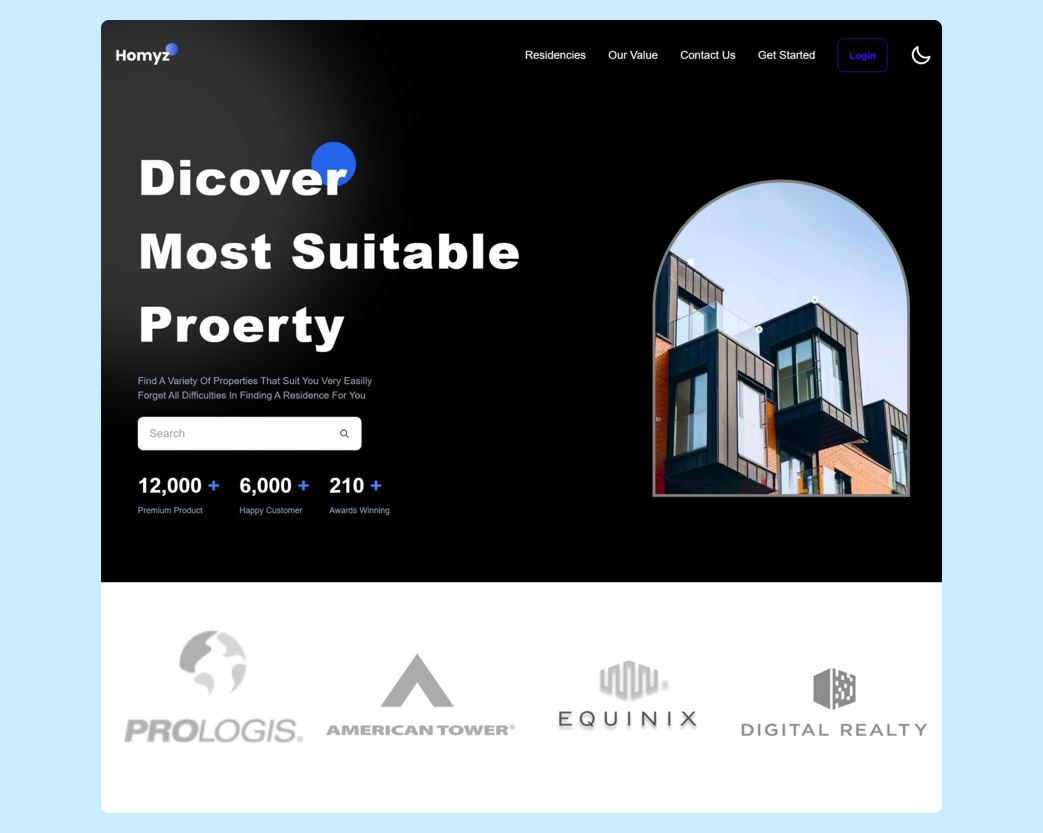 Homyz
Residencies
Our Value
Contact Us
Get Started
Login
Dicover
Most Suitable
Proerty
Find A Variety Of Properties That Suit You Very Easilly
Forget All Difficulties In Finding A Residence For You
Search
12,000 +
6,000 +
210 +
Premium Product
Happy Customer
Awards Winning
to
PROLOGIS®
AMERICAN TOWER®
EQUINIX
DIGITAL REALTY